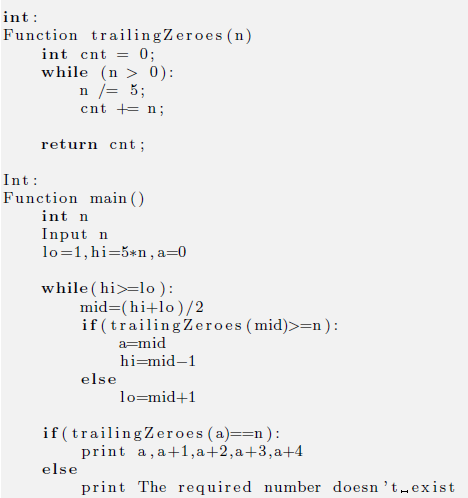 int:
Function trailingZeroes(n)
int cnt = 0;
while (n > 0):
n /= 5;
cnt += n;
return cnt;
Int:
Function main()
int n
Input n
lo=1,hi=5*n,a=0
while(hi>=lo):
mid=(hi+lo)/2
if(trailingZeroes(mid)>=n):
a=mid
hi=mid-1
else
lo=mid+1
if(trailingZeroes(a)==n):
print a,a+1,a+2,a+3,a+4
else
print The required number doesn't␣exist